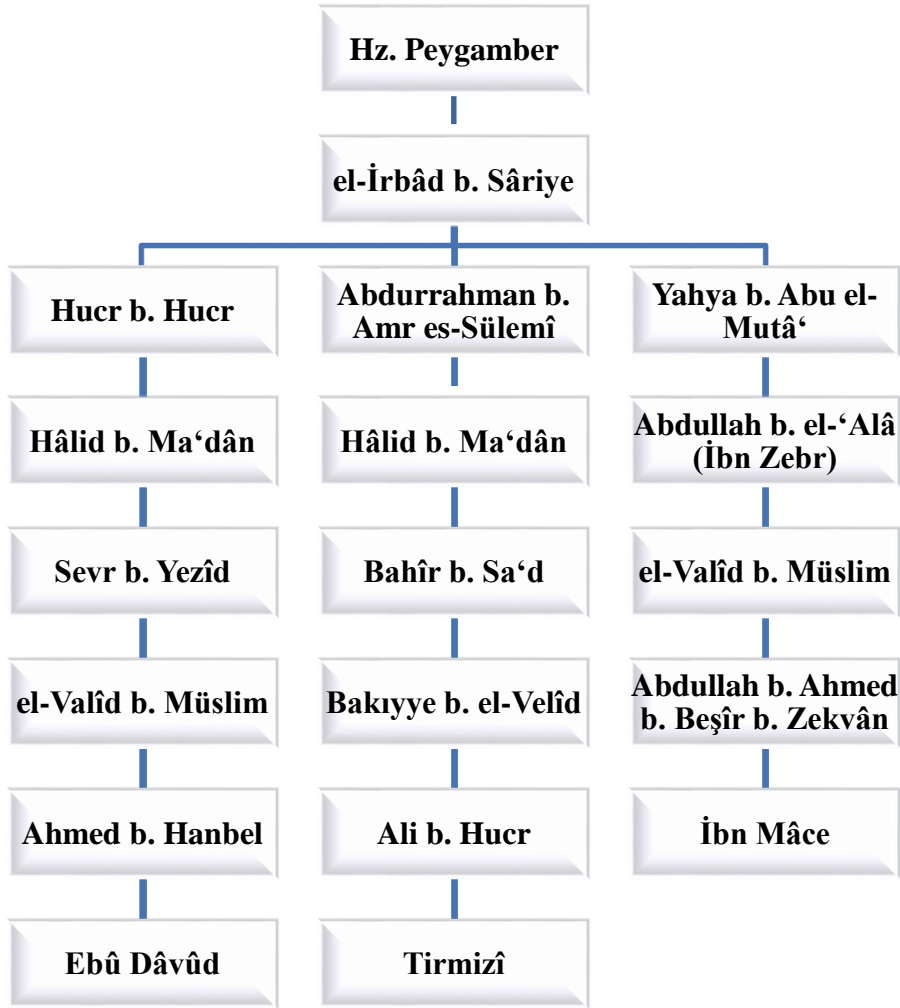 Hz. Peygamber
el-İrbâd b. Sâriye
Hucr b. Hucr
Abdurrahman b.
Amr es-Sülemî
Yahya b. Abu el-
Mutâ‘
Hâlid b. Ma‘dân
Hâlid b. Ma‘dân
Abdullah b. el-‘Alâ
(İbn Zebr)
Sevr b. Yezîd
Bahîr b. Sa‘d
el-Valîd b. Müslim
el-Valîd b. Müslim
Bakıyye b. el-Velîd
Abdullah b. Ahmed
b. Beşîr b. Zekvân
Ahmed b. Hanbel
Ali b. Hucr
İbn Mâce
Ebû Dâvûd
Tirmizî